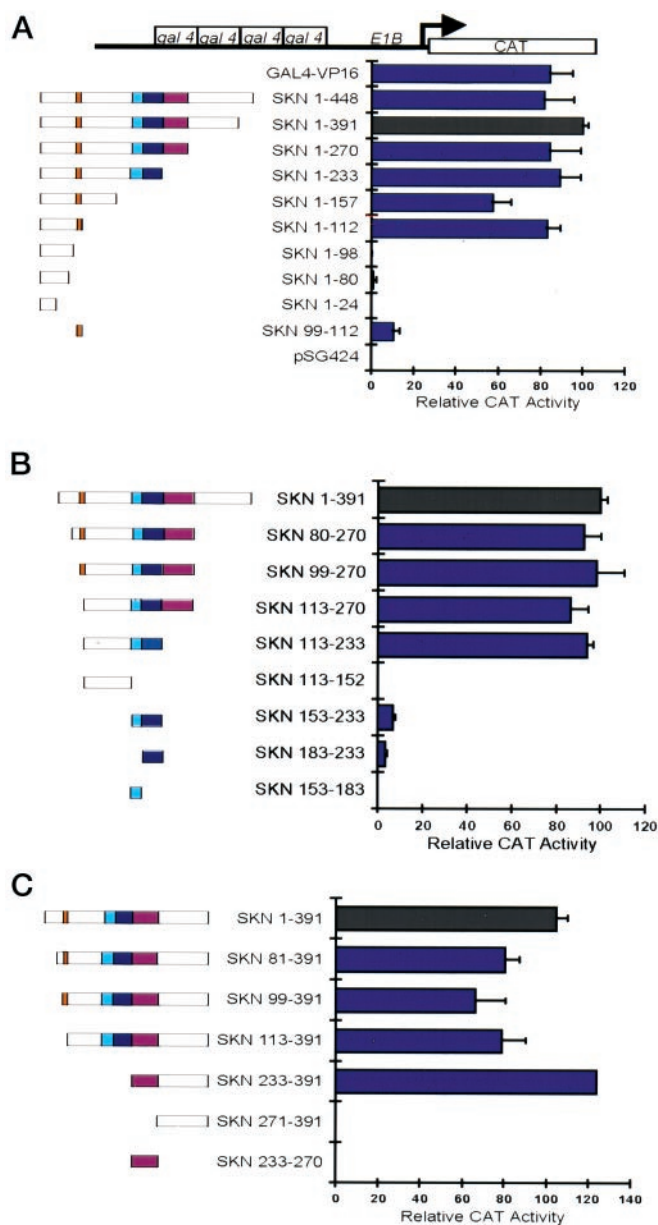 A
gal 4 gal 4 gal 4 gal 4 E1B
CAT
GAL4-VP16
SKN 1-448
SKN 1-391
SKN 1-270
SKN 1-233
SKN 1-157
SKN 1-112
SKN 1-98
SKN 1-80
SKN 1-24
SKN 99-112
pSG424
0 20 40 60 80 100 120
Relative CAT Activity
B
SKN 1-391
SKN 80-270
SKN 99-270
SKN 113-270
SKN 113-233
SKN 113-152
SKN 153-233
SKN 183-233
SKN 153-183
0 20 40 60 80 100 120
Relative CAT Activity
C
SKN 1-391
SKN 81-391
SKN 99-391
SKN 113-391
SKN 233-391
SKN 271-391
SKN 233-270
0 20 40 60 80 100 120 140
Relative CAT Activity